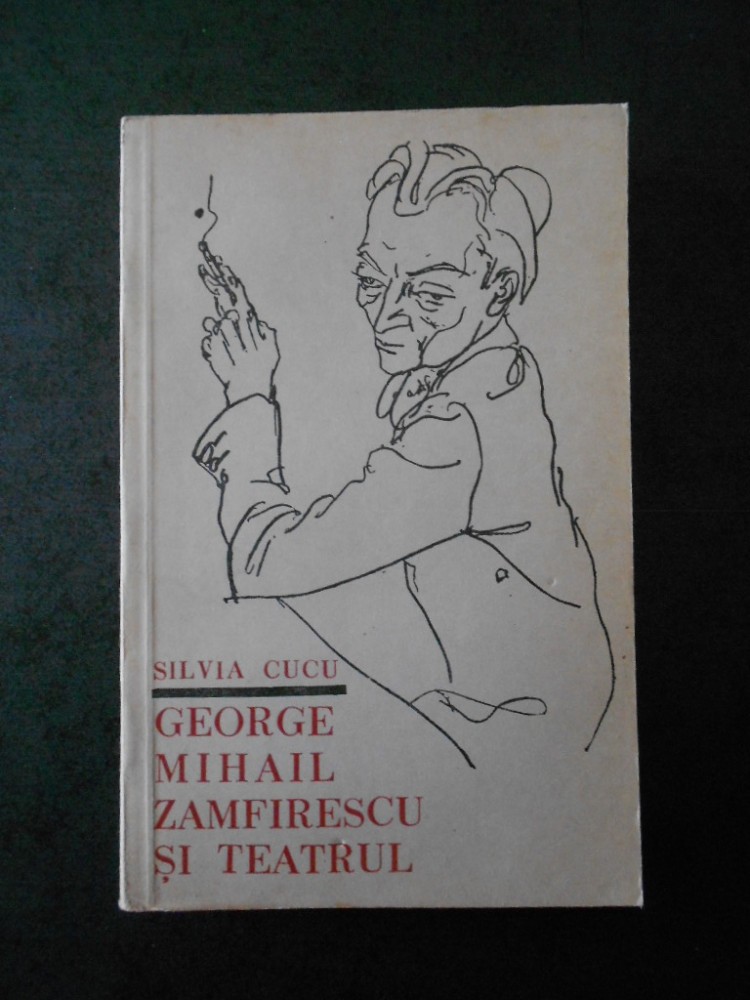 SILVIA CUCU
GEORGE
MIHAIL
ZAMFIRESCU
ȘI TEATRUL